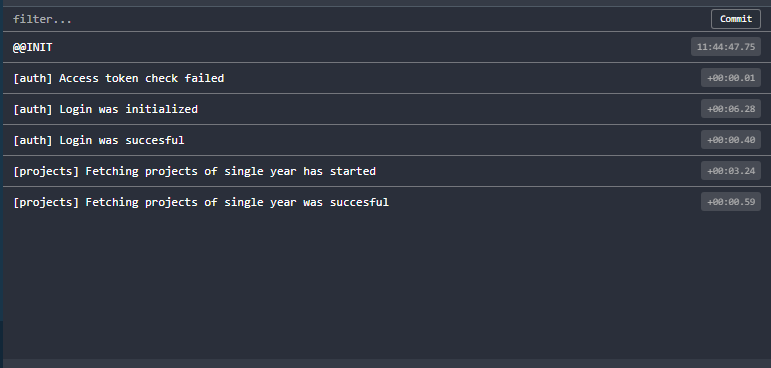 filter... Commit
@@INIT 11:44:47.75
[auth] Access token check failed +00:00.01
[auth] Login was initialized +00:06.28
[auth] Login was succesful +00:00.40
[projects] Fetching projects of single year has started +00:03.24
[projects] Fetching projects of single year was succesful +00:00.59